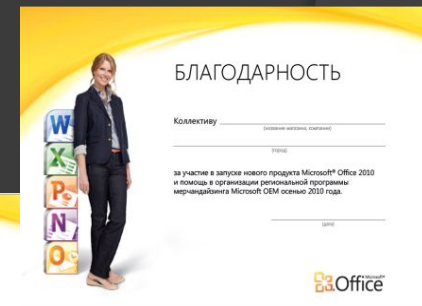 БЛАГОДАРНОСТЬ
Коллективу
(название магазина, компании)
(город)
за участие в запуске нового продукта Microsoft® Office 2010
и помощь в организации региональной программы
мерчандайзинга Microsoft OEM осенью 2010 года.
(дата)
W
X
P
N
O
Microsoft®
Office